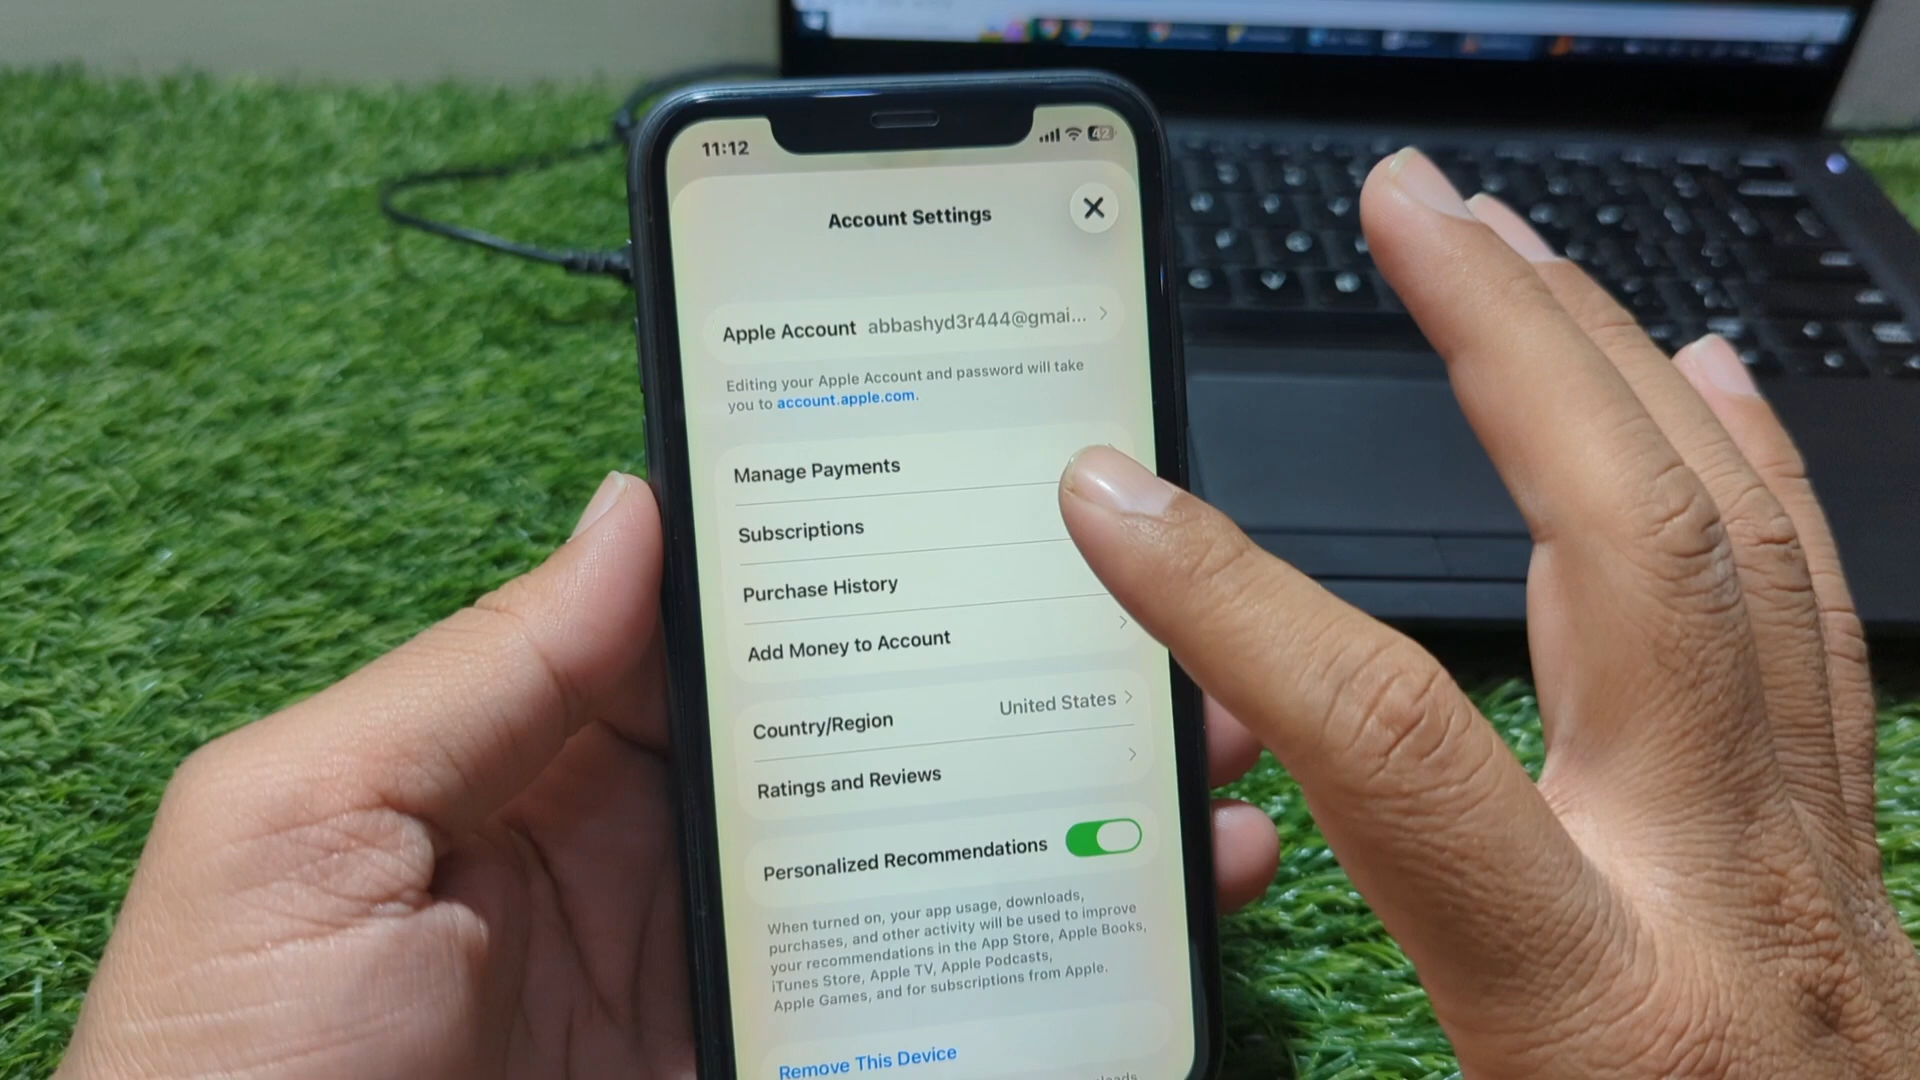 11:12
42
Account Settings
Apple Account abbashyd3r444@gmai...
Editing your Apple Account and password will take
you to account.apple.com.
Manage Payments
Subscriptions
Purchase History
Add Money to Account
Country/Region United States
Ratings and Reviews
Personalized Recommendations
When turned on, your app usage, downloads,
purchases, and other activity will be used to improve
your recommendations in the App Store, Apple Books,
iTunes Store, Apple TV, Apple Podcasts,
Apple Games, and for subscriptions from Apple.
Remove This Device